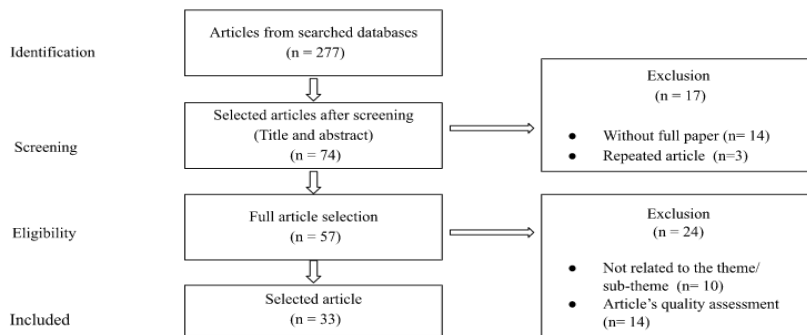 Identification
Articles from searched databases
(n = 277)
Exclusion
(n = 17)
● Without full paper (n= 14)
● Repeated article (n=3)
Screening
Selected articles after screening
(Title and abstract)
(n = 74)
Eligibility
Full article selection
(n = 57)
Exclusion
(n = 24)
● Not related to the theme/
sub-theme (n= 10)
● Article's quality assessment
(n= 14)
Included
Selected article
(n = 33)